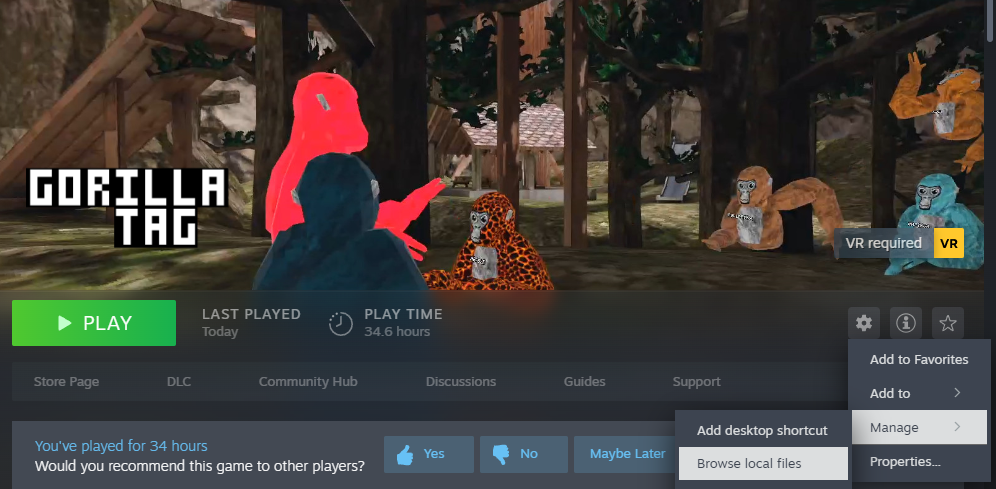 GORILLA
TAG
VR required VR
PLAY
LAST PLAYED
Today
PLAY TIME
34.6 hours
Add to Favorites
Store Page DLC Community Hub Discussions Guides Support
Add to
Manage
Add desktop shortcut
Browse local files
Properties...
You've played for 34 hours
Would you recommend this game to other players?
Yes No Maybe Later